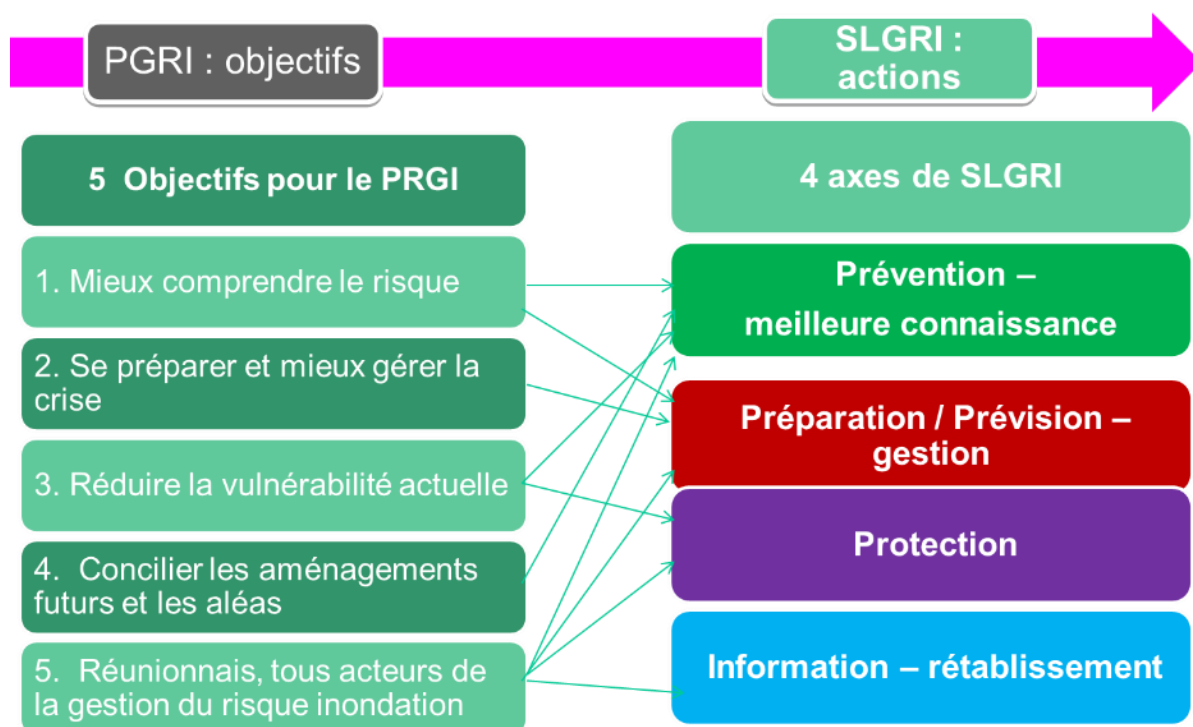 PGRI : objectifs
SLGRI :
actions
5 Objectifs pour le PRGI
4 axes de SLGRI
1. Mieux comprendre le risque
Prévention –
meilleure connaissance
2. Se préparer et mieux gérer la
crise
Préparation / Prévision –
gestion
3. Réduire la vulnérabilité actuelle
Protection
4. Concilier les aménagements
futurs et les aléas
5. Réunionnais, tous acteurs de
la gestion du risque inondation
Information – rétablissement